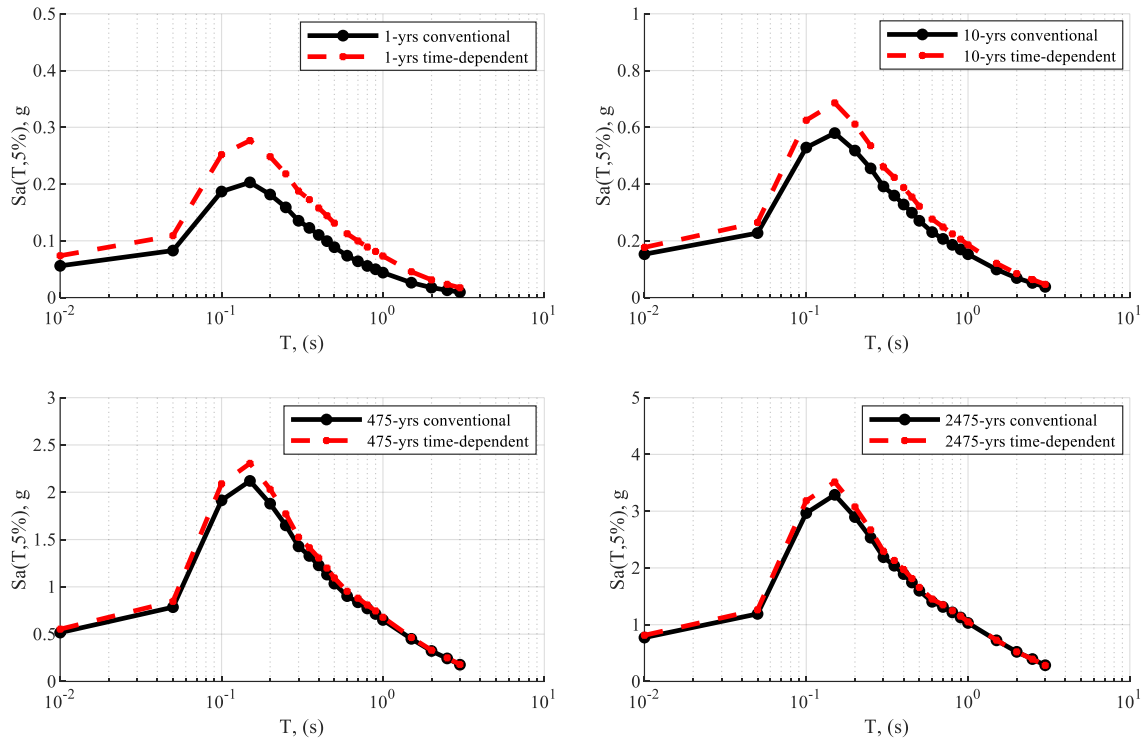 0.5
0.4
0.3
0.2
0.1
0
Sa(T,5%), g
1-yrs conventional
1-yrs time-dependent
10^-2
10^-1
10^0
10^1
T, (s)
1
0.8
0.6
0.4
0.2
0
Sa(T,5%), g
10-yrs conventional
10-yrs time-dependent
10^-2
10^-1
10^0
10^1
T, (s)
3
2.5
2
1.5
1
0.5
0
Sa(T,5%), g
475-yrs conventional
475-yrs time-dependent
10^-2
10^-1
10^0
10^1
T, (s)
5
4
3
2
1
0
Sa(T,5%), g
2475-yrs conventional
2475-yrs time-dependent
10^-2
10^-1
10^0
10^1
T, (s)